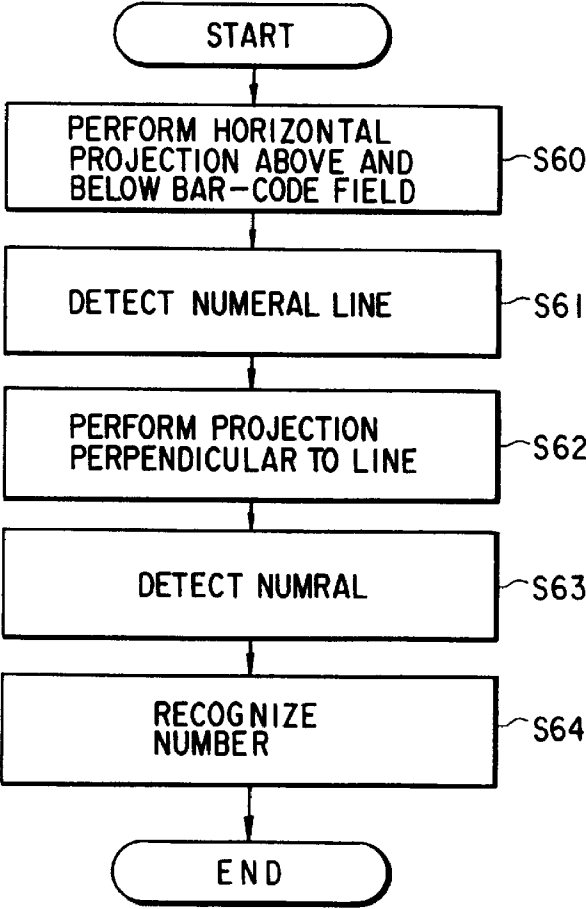 START
PERFORM HORIZONTAL
PROJECTION ABOVE AND
BELOW BAR-CODE FIELD
S60
DETECT NUMERAL LINE
S61
PERFORM PROJECTION
PERPENDICULAR TO LINE
S62
DETECT NUMRAL
S63
RECOGNIZE
NUMBER
S64
END